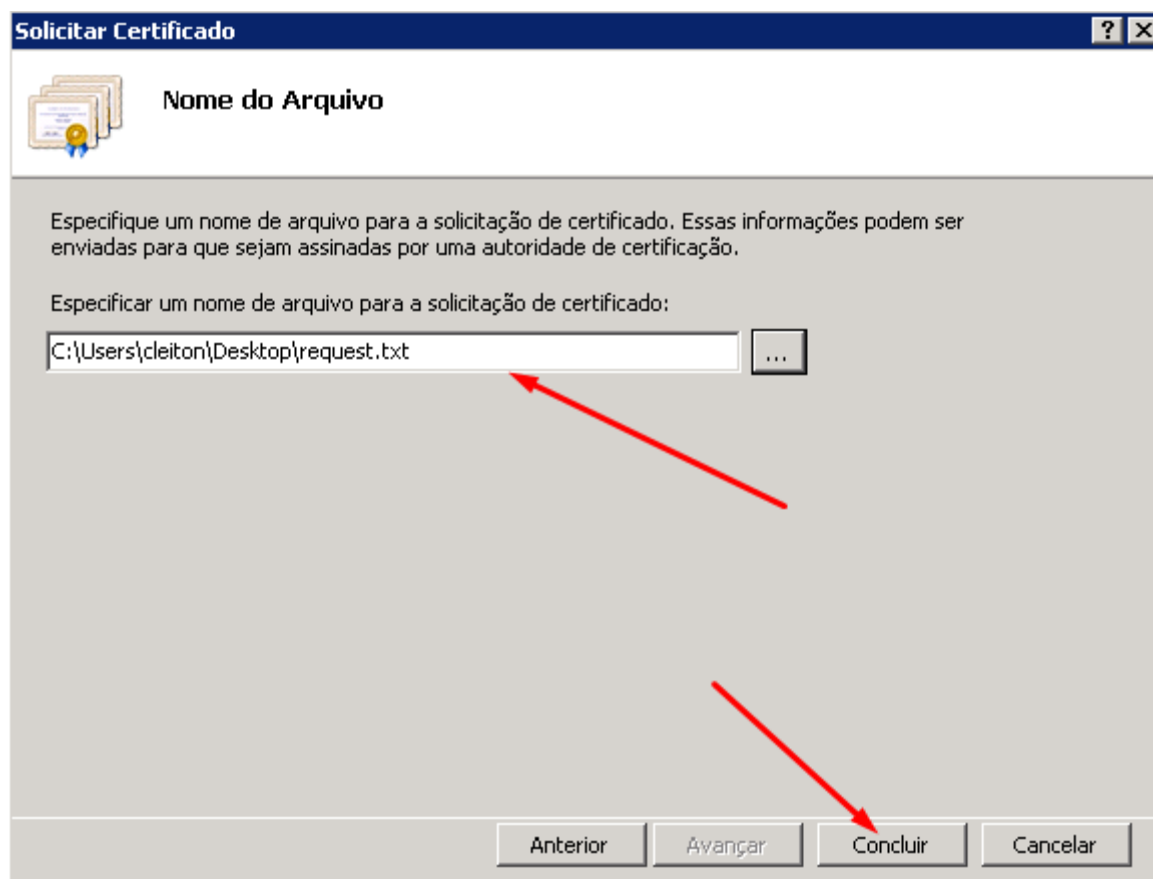 Solicitar Certificado
Nome do Arquivo
Especifique um nome de arquivo para a solicitação de certificado. Essas informações podem ser
enviadas para que sejam assinadas por uma autoridade de certificação.
Especificar um nome de arquivo para a solicitação de certificado:
C:\Users\cleiton\Desktop\request.txt
...
Anterior Avançar Concluir Cancelar